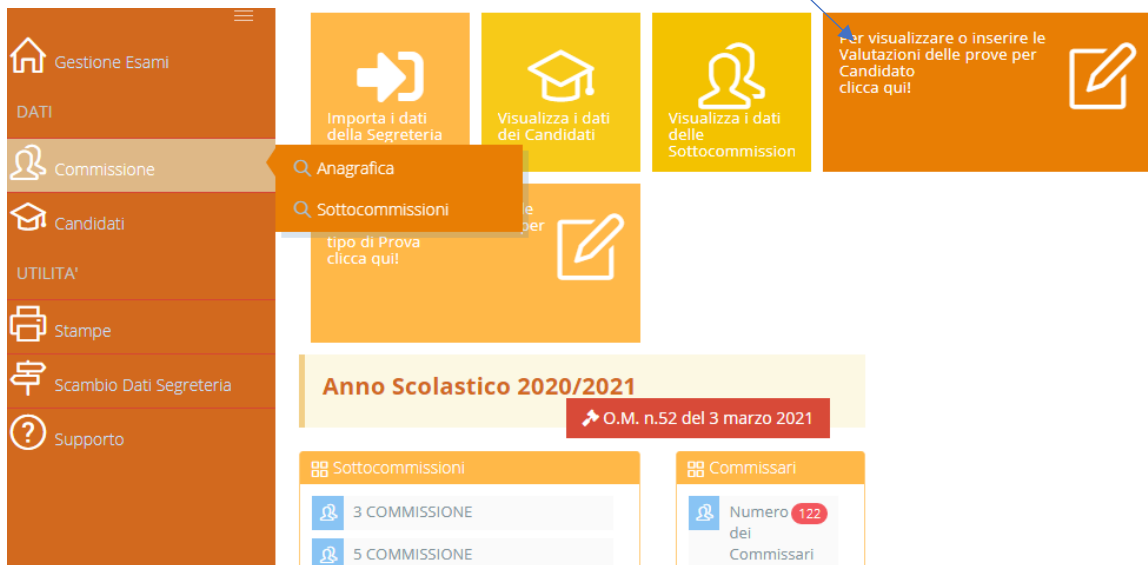 Gestione Esami
DATI
Commissione
Candidati
UTILITA'
Stampe
Scambio Dati Segreteria
Supporto
Anagrafica
Sottocommissioni
Importa i dati
della Segreteria
Visualizza i dati
dei Candidati
Visualizza i dati
delle
Sottocommission
Per visualizzare o inserire le
Valutazioni delle prove per
Candidato
clicca qui!
tipo di Prova
clicca qui!
Anno Scolastico 2020/2021
O.M. n.52 del 3 marzo 2021
Sottocommissioni
3 COMMISSIONE
5 COMMISSIONE
Commissari
Numero 122
dei
Commissari